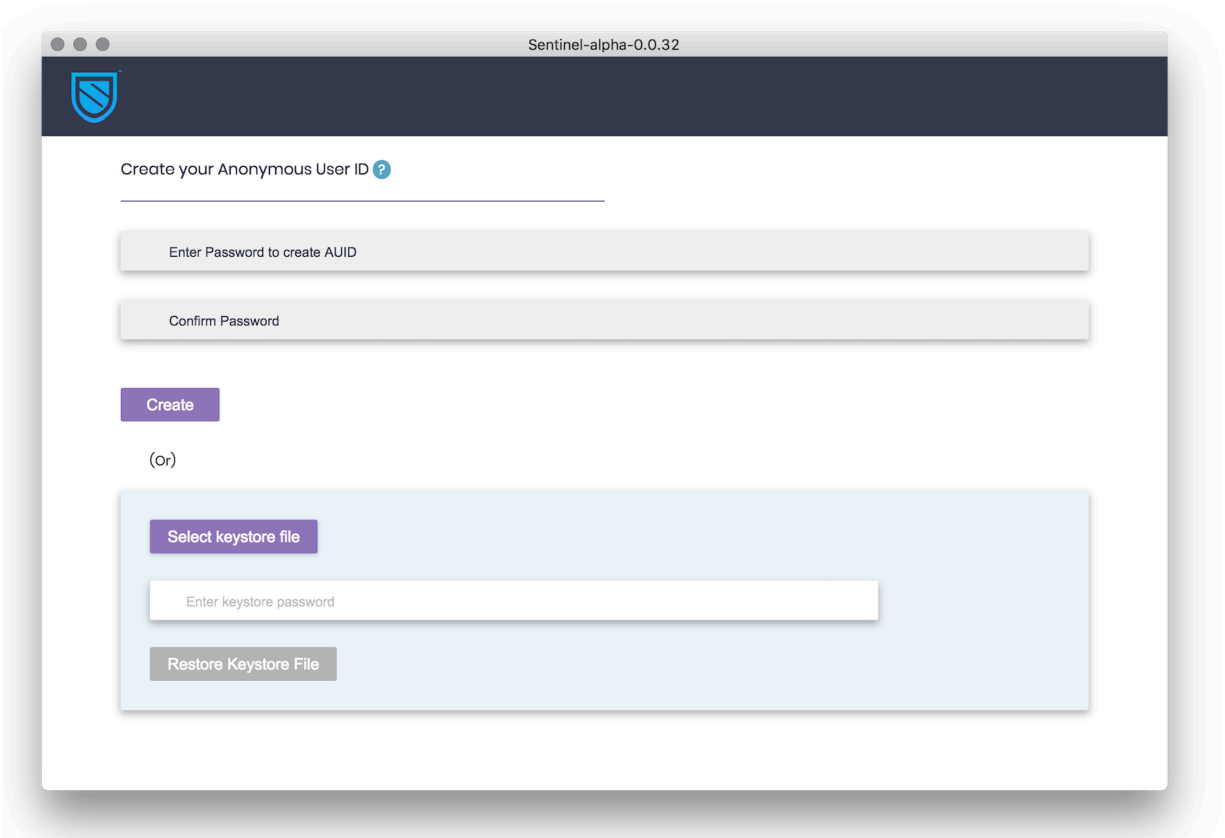 Sentinel-alpha-0.0.32
Create your Anonymous User ID ?
Enter Password to create AUID
Confirm Password
Create
(Or)
Select keystore file
Enter keystore password
Restore Keystore File